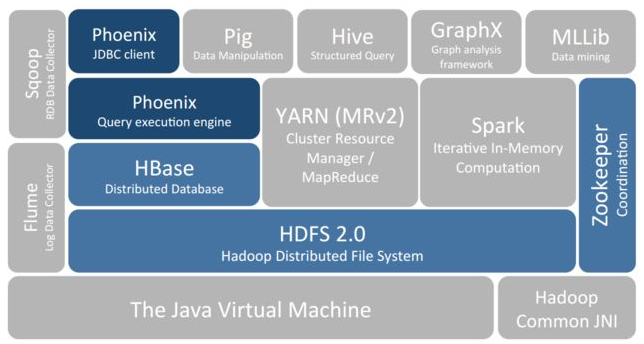 Sqoop
RDB Data Collector
Phoenix
JDBC client
Pig
Data Manipulation
Hive
Structured Query
GraphX
Graph analysis
framework
MLLib
Data mining
Phoenix
Query execution engine
YARN (MRv2)
Cluster Resource
Manager /
MapReduce
Spark
Iterative In-Memory
Computation
Zookeeper
Coordination
Flume
Log Data Collector
HBase
Distributed Database
HDFS 2.0
Hadoop Distributed File System
The Java Virtual Machine
Hadoop
Common JNI